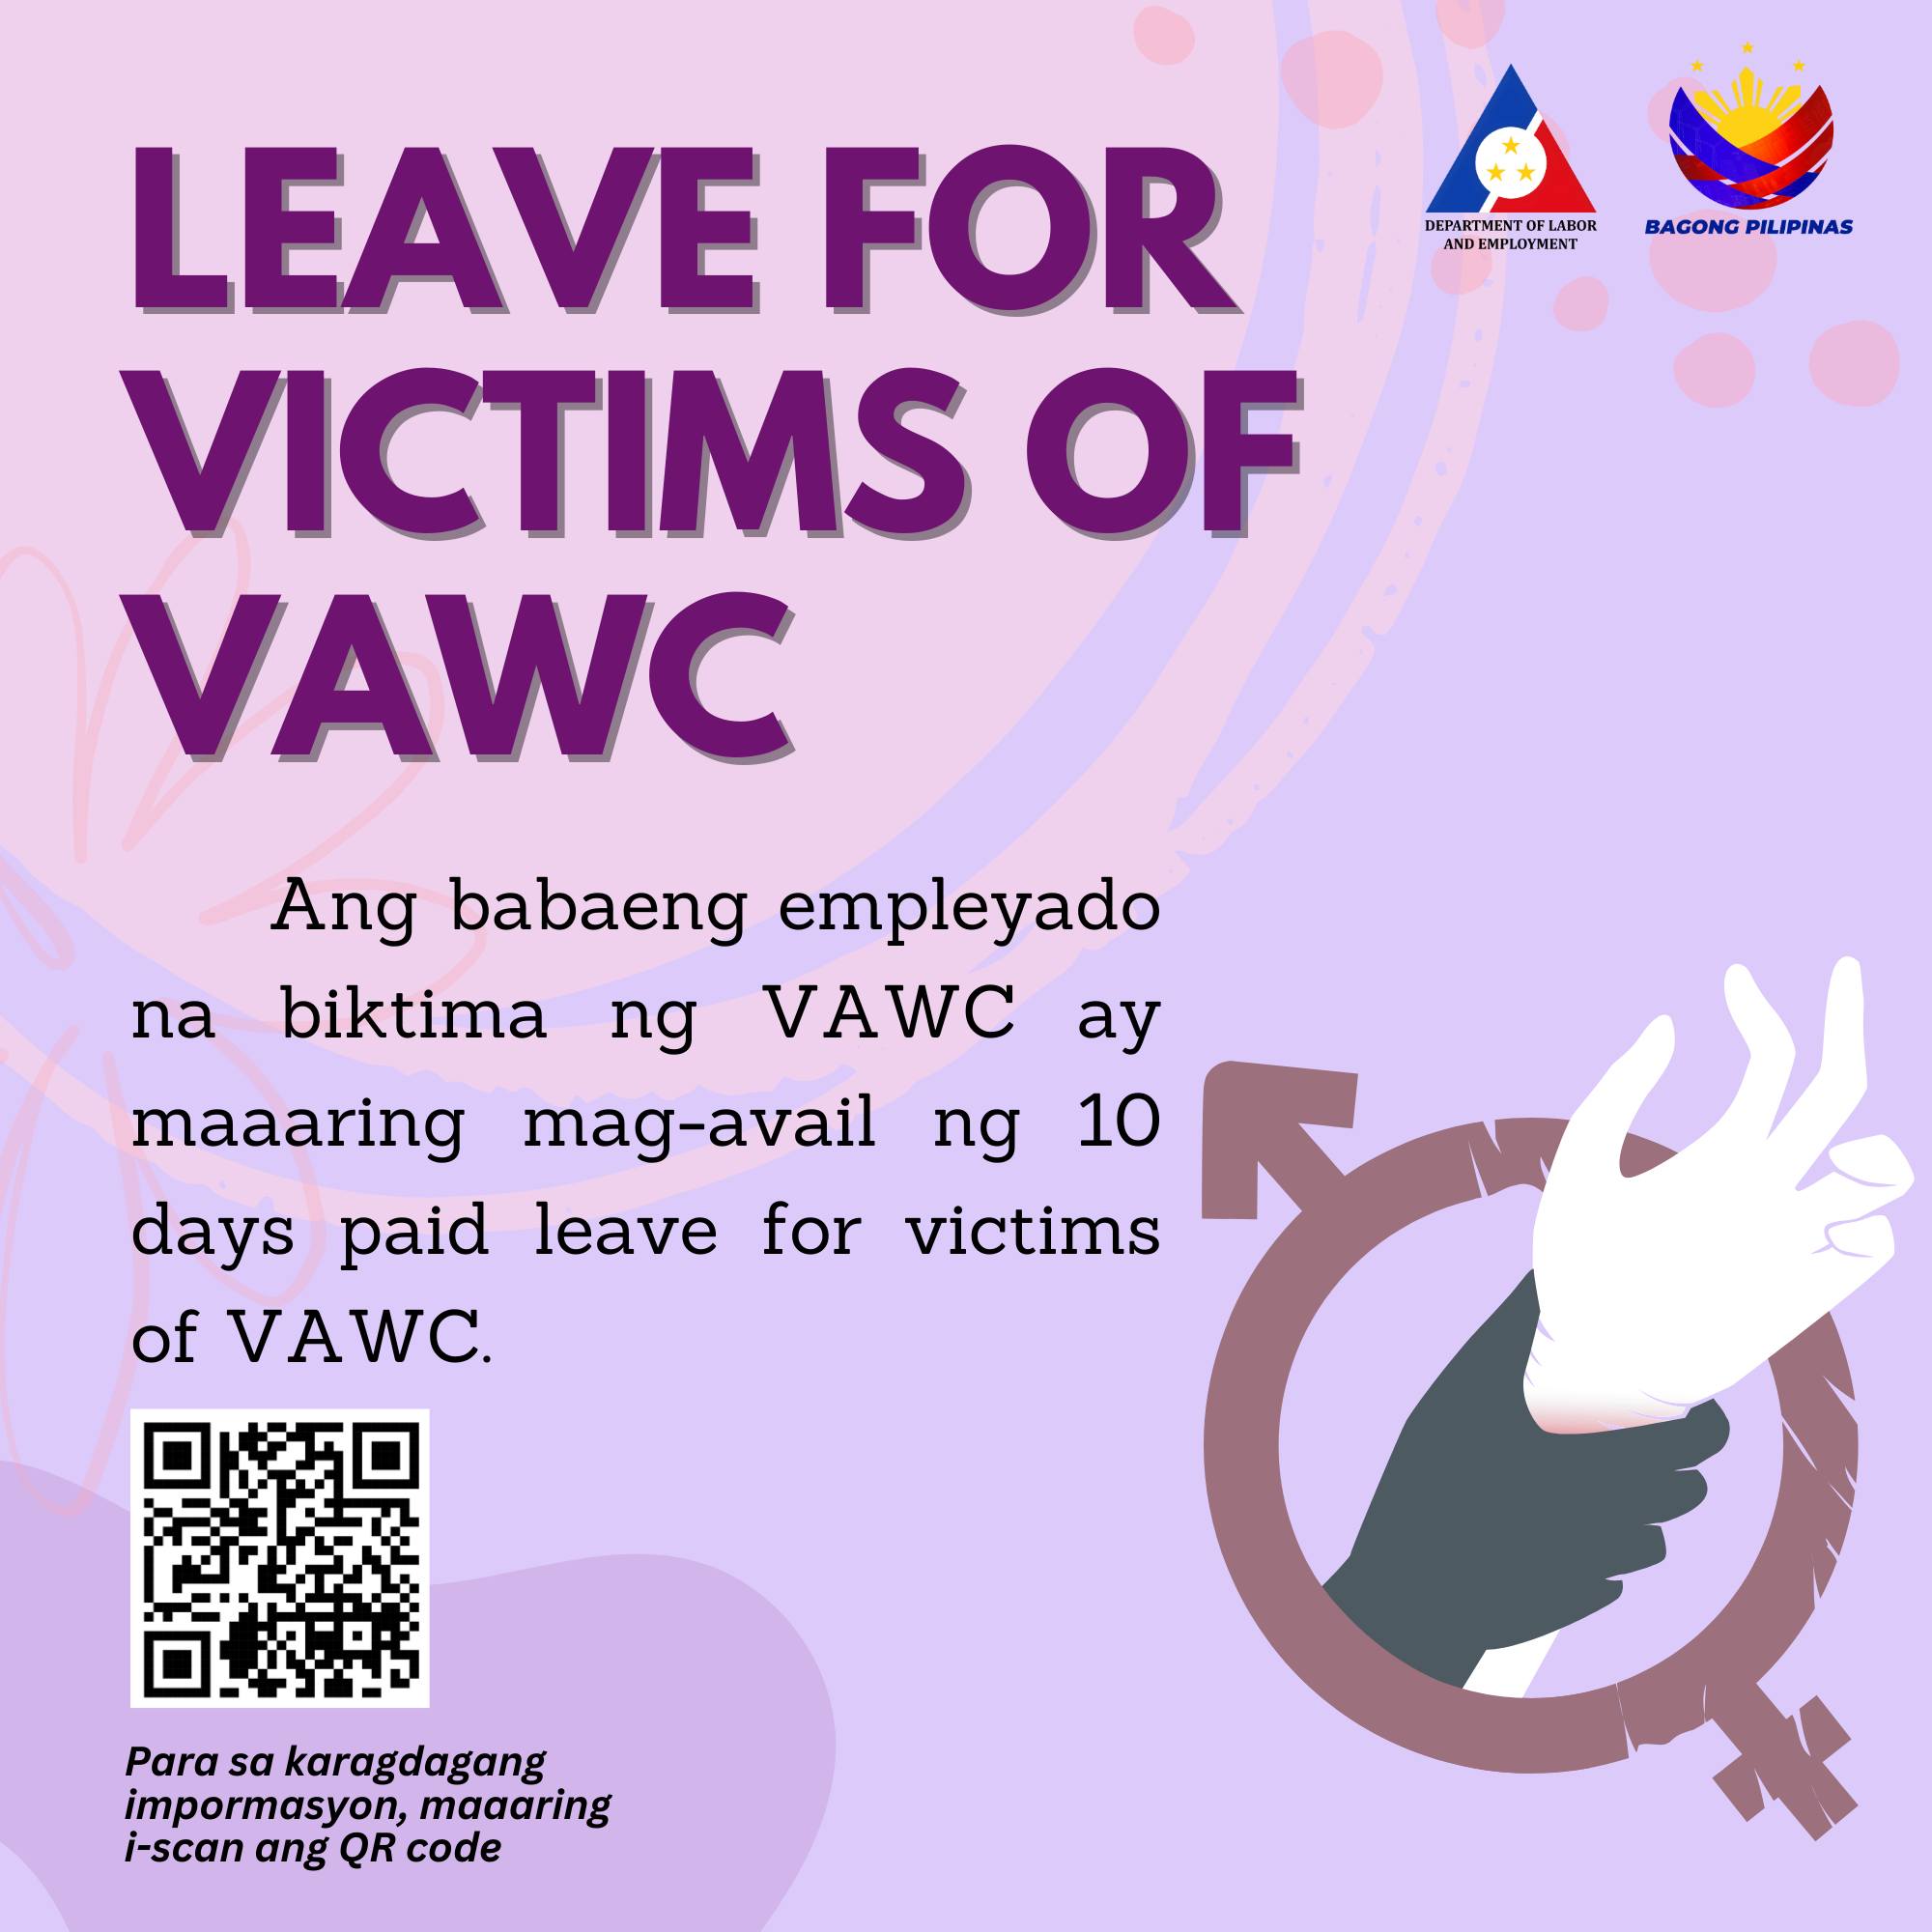 DEPARTMENT OF LABOR
AND EMPLOYMENT
BAGONG PILIPINAS
LEAVE FOR
VICTIMS OF
VAWC
Ang babaeng empleyado
na biktima ng VAWC ay
maaaring mag-avail ng 10
days paid leave for victims
of VAWC.
Para sa karagdagang
impormasyon, maaaring
i-scan ang QR code